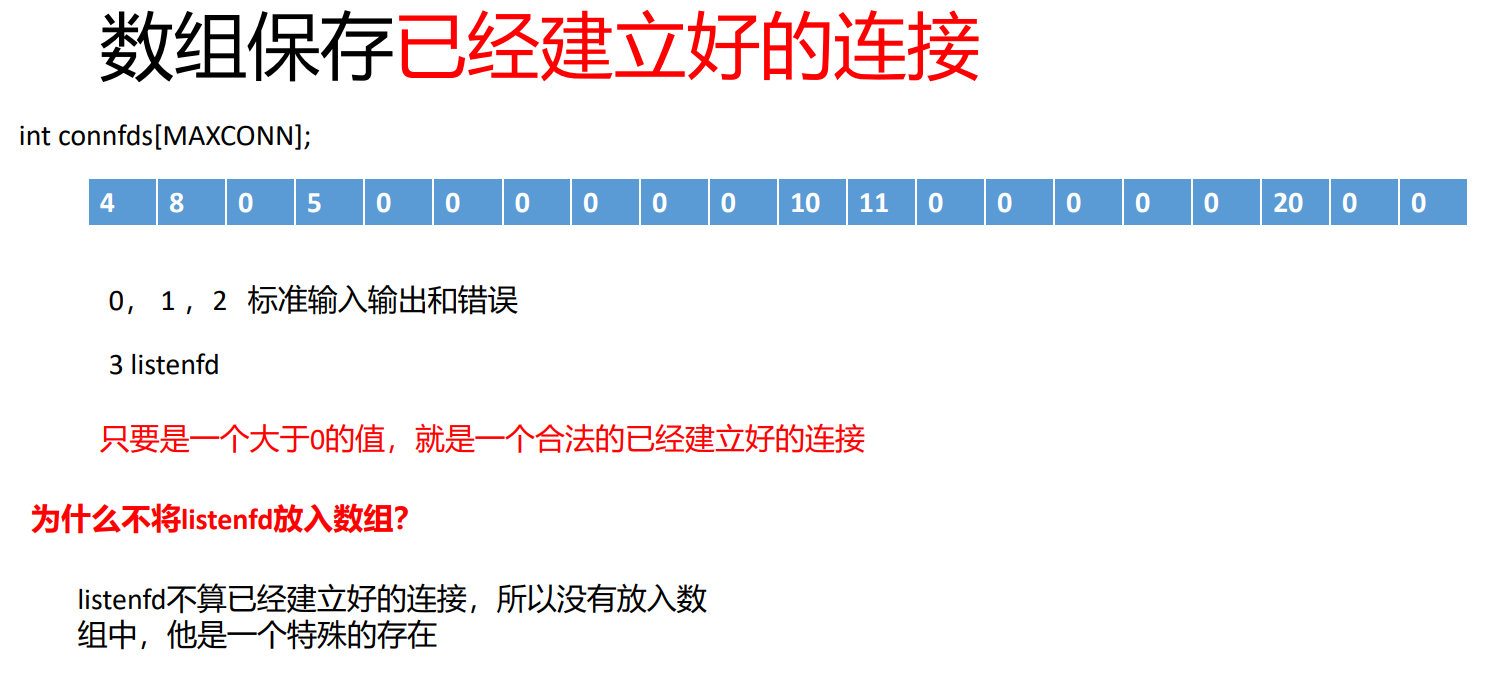 数组保存已经建立好的连接
int connfds[MAXCONN];
4 8 0 5 0 0 0 0 0 0 10 11 0 0 0 0 0 20 0 0
0， 1 ，2 标准输入输出和错误
3 listenfd
只要是一个大于0的值，就是一个合法的已经建立好的连接
为什么不将listenfd放入数组？
listenfd不算已经建立好的连接，所以没有放入数
组中，他是一个特殊的存在